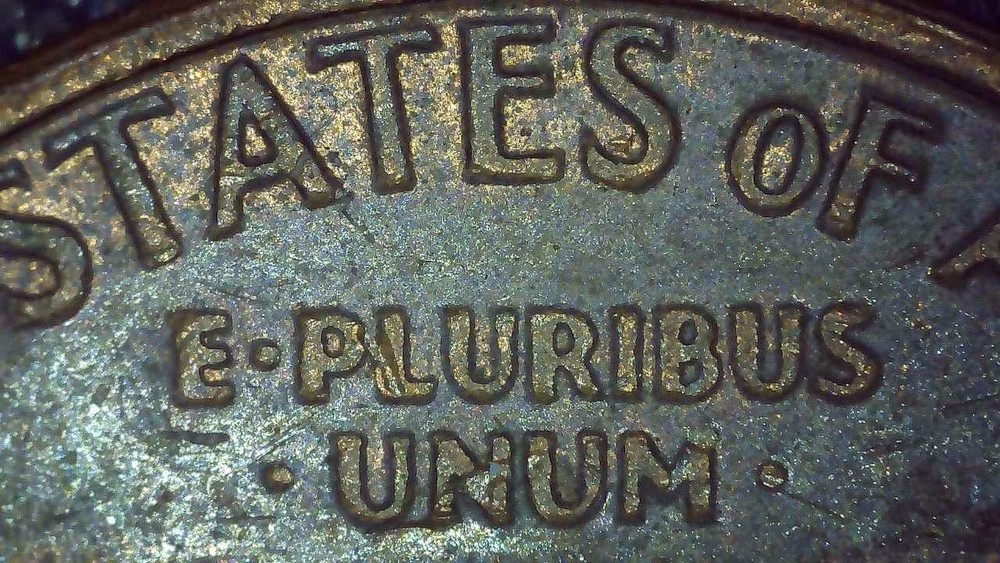 STATES OF A
E·PLURIBUS
·UNUM·